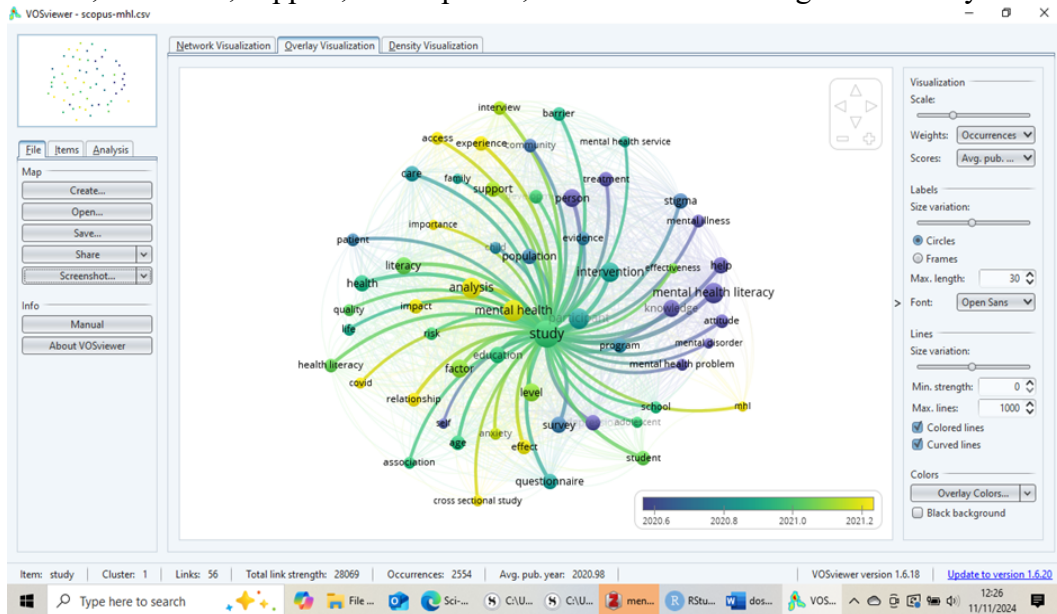 VOSviewer - scopus-mhl.csv
Network Visualization Overlay Visualization Density Visualization
File Items Analysis
Map
Create...
Open...
Save...
Share
Screenshot...
Info
Manual
About VOSviewer
interview
barrier
access
experience
community
mental health service
care
family
support
person
treatment
stigma
mental illness
importance
patient
child
population
evidence
literacy
health
analysis
intervention
effectiveness
help
mental health literacy
knowledge
quality
impact
mental health
participant
life
risk
study
attitude
program
mental disorder
health literacy
education
factor
mental health problem
covid
relationship
level
school
mhl
self
survey
adolescent
age
anxiety
effect
association
student
questionnaire
cross sectional study
2020.6 2020.8 2021.0 2021.2
Visualization
Scale:
Weights: Occurrences
Scores: Avg. pub. ...
Labels
Size variation:
Circles
Frames
Max. length: 30
Font: Open Sans
Lines
Size variation:
Min. strength: 0
Max. lines: 1000
Colored lines
Curved lines
Colors
Overlay Colors...
Black background
Item: study Cluster: 1 Links: 56 Total link strength: 28069 Occurrences: 2554 Avg. pub. year: 2020.98 VOSviewer version 1.6.18 Update to version 1.6.20
Type here to search File ... Sci-... C:\U... C:\U... men... RStu... dos... VOS... 12:26
11/11/2024